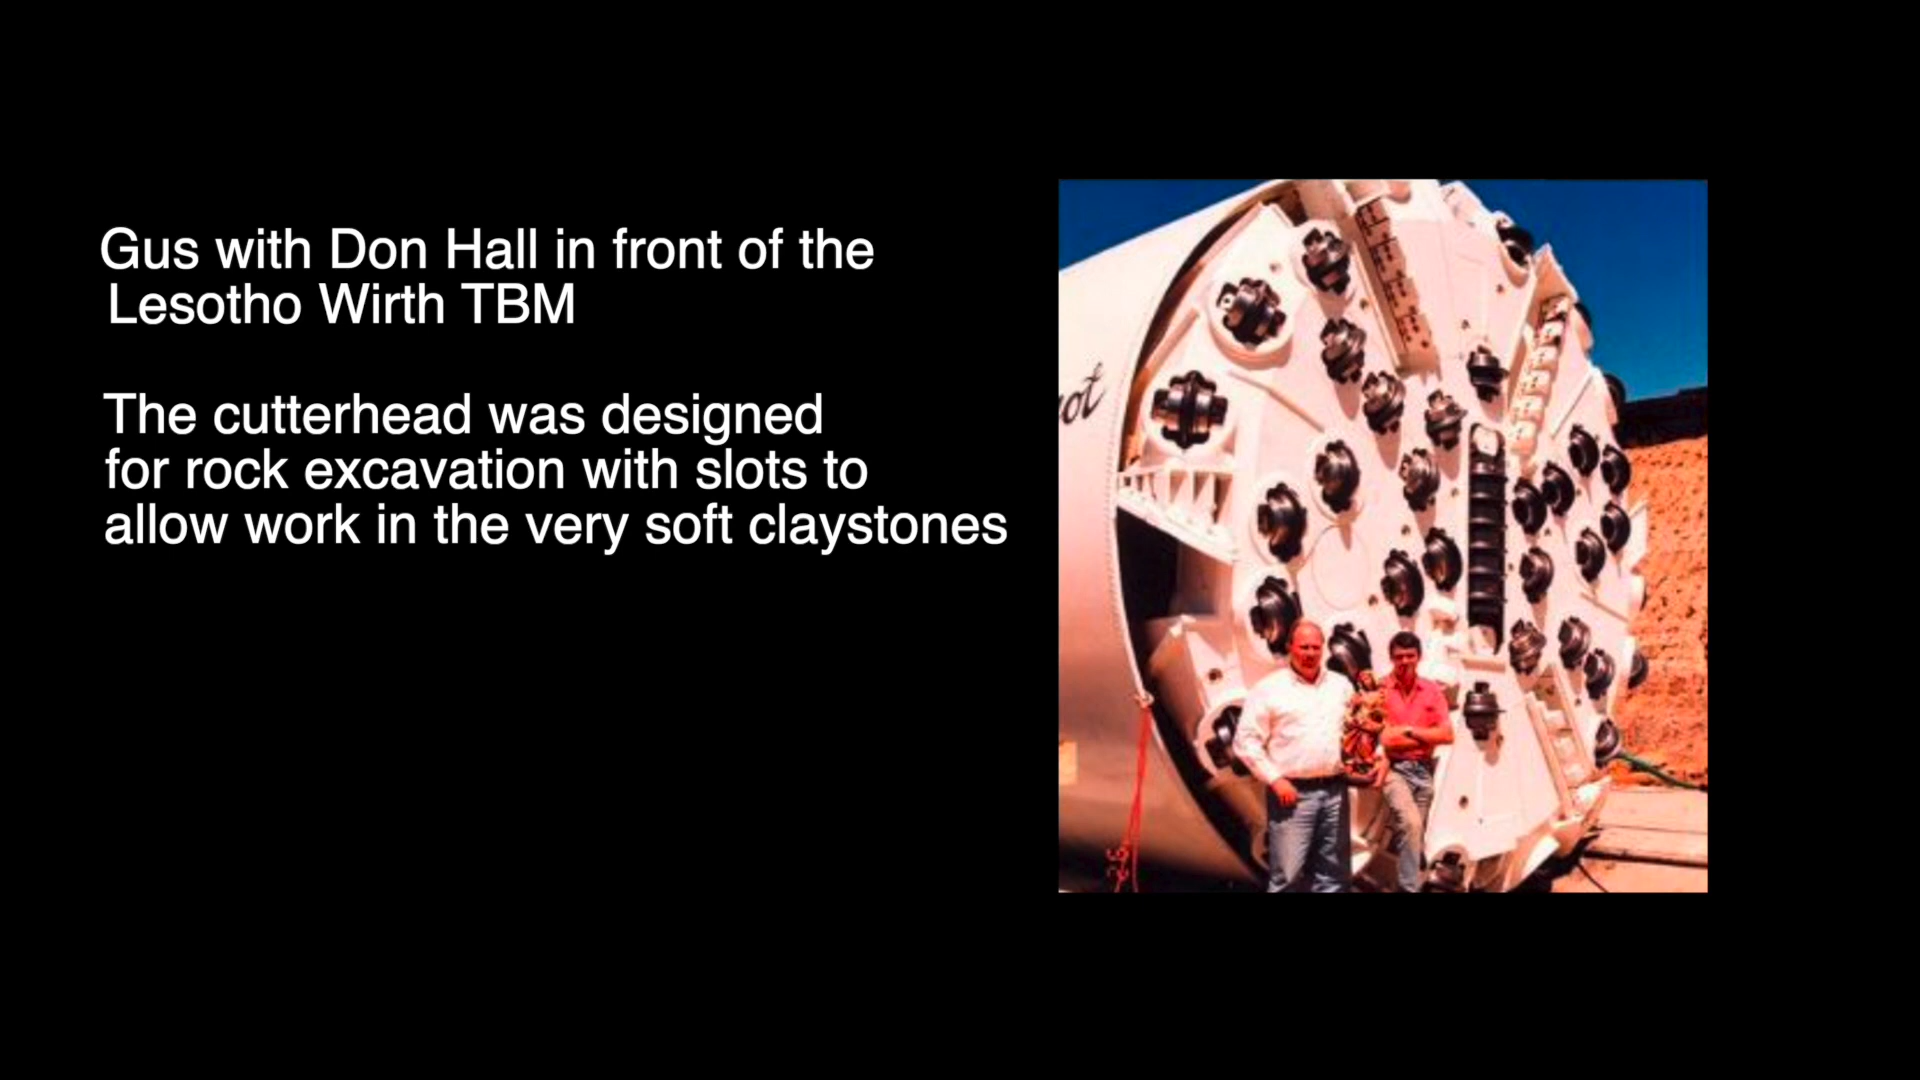 Gus with Don Hall in front of the
Lesotho Wirth TBM
The cutterhead was designed
for rock excavation with slots to
allow work in the very soft claystones
ot